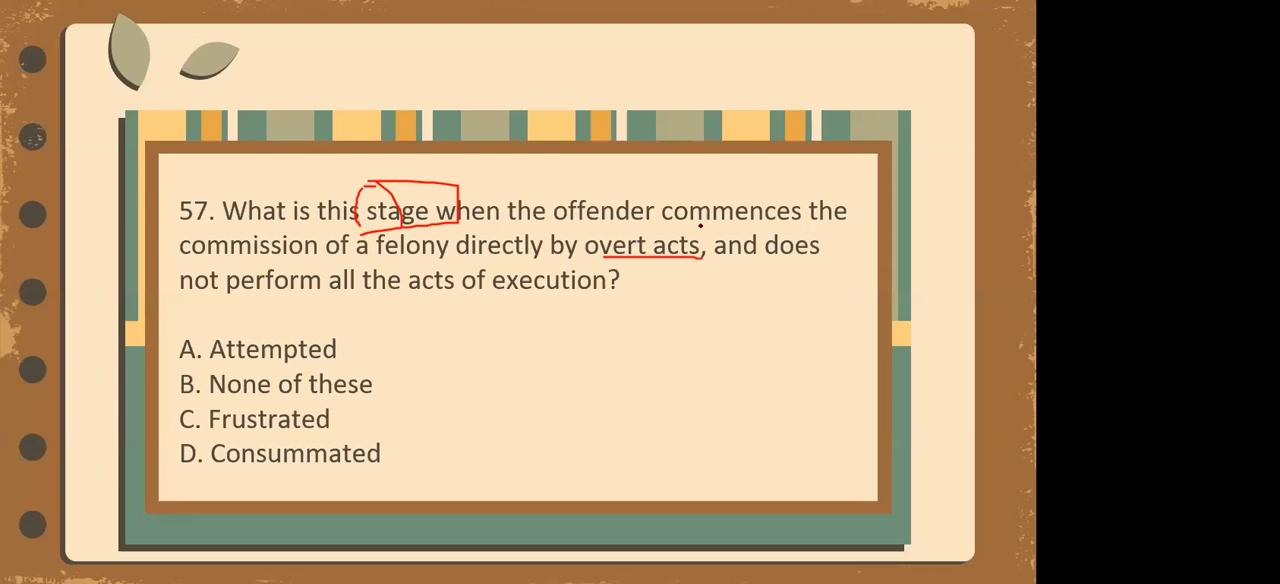 57. What is this stage when the offender commences the
commission of a felony directly by overt acts, and does
not perform all the acts of execution?
A. Attempted
B. None of these
C. Frustrated
D. Consummated